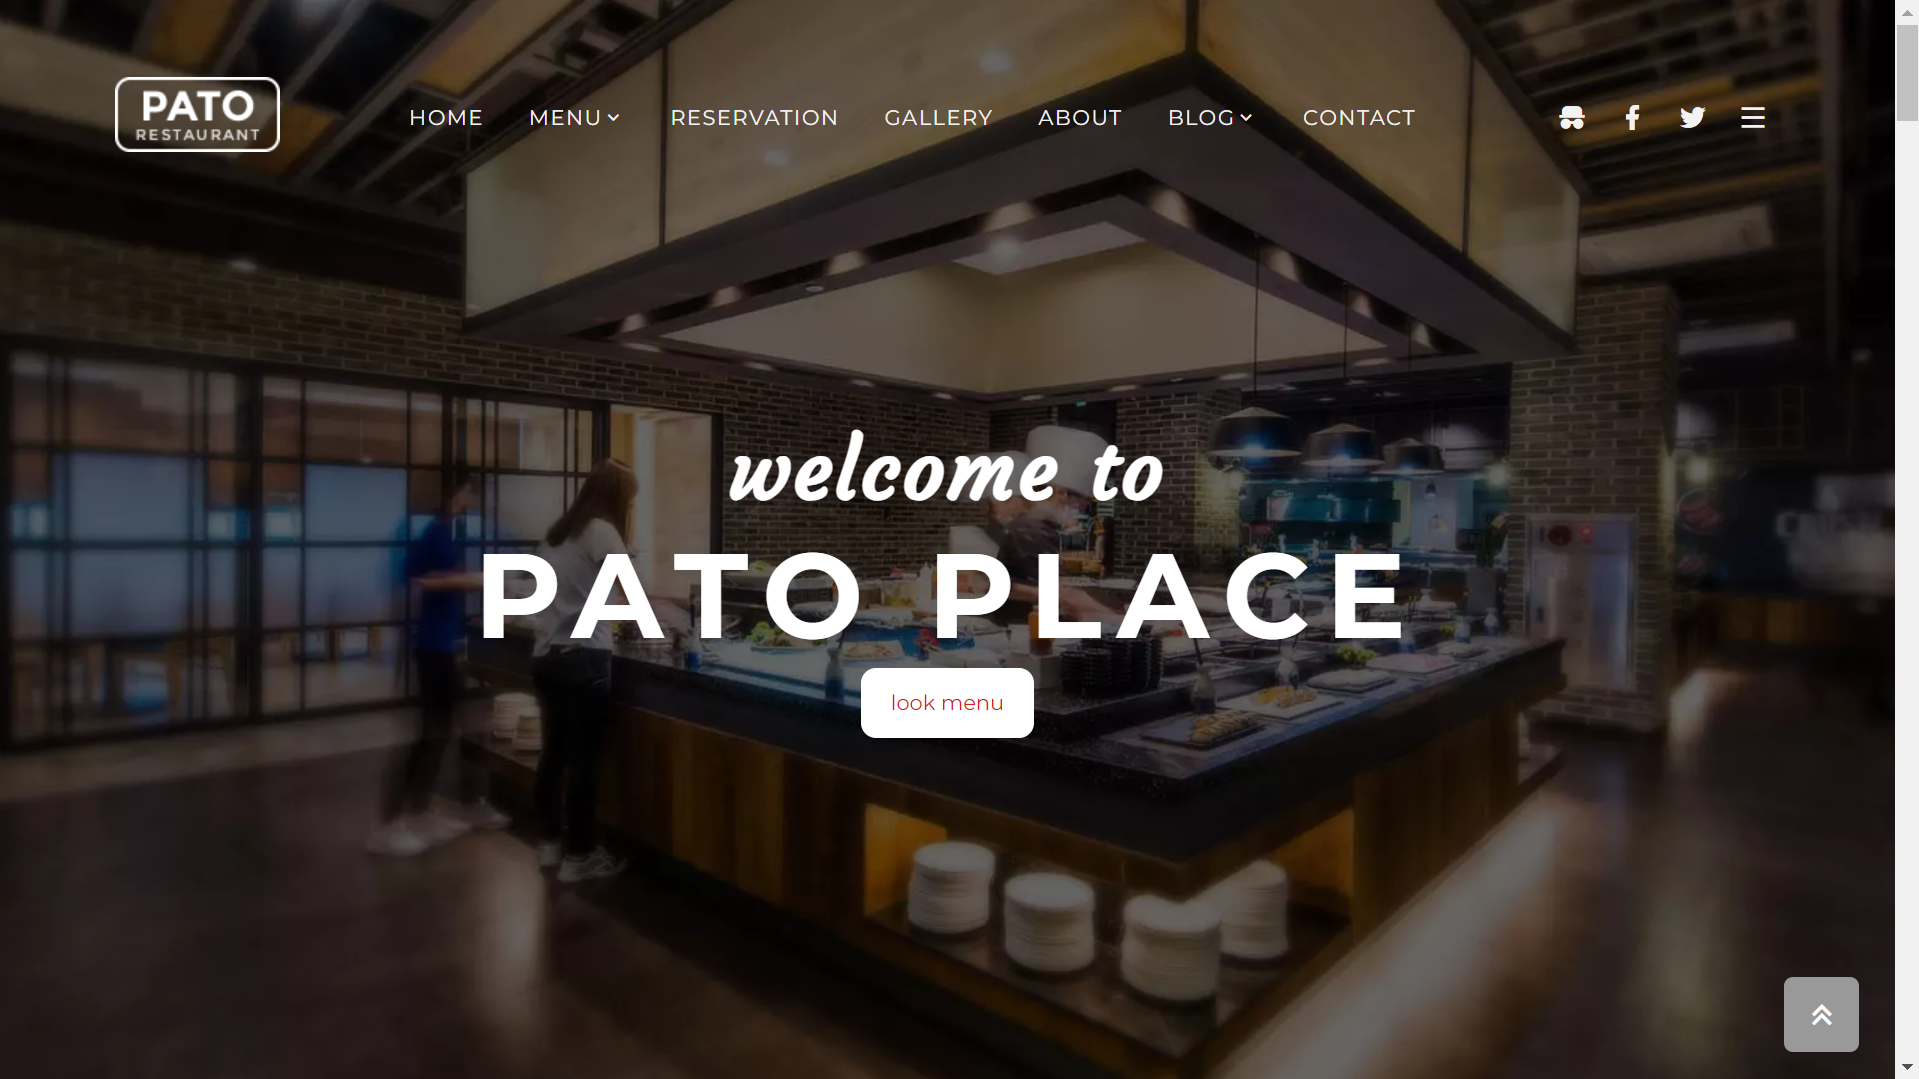 PATO
RESTAURANT
HOME MENU RESERVATION GALLERY ABOUT BLOG CONTACT
welcome to
PATO PLACE
look menu